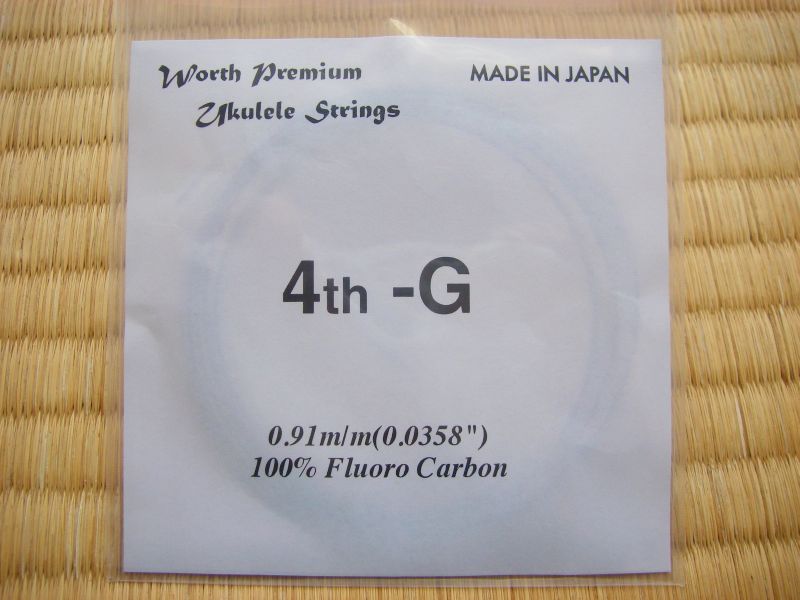 Worth Premium
Ukulele Strings
MADE IN JAPAN
4th -G
0.91m/m(0.0358")
100% Fluoro Carbon